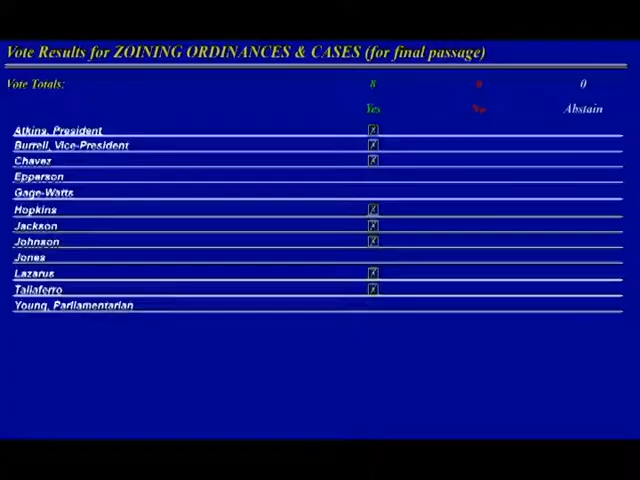 Vote Results for ZOINING ORDINANCES & CASES (for final passage)
Vote Totals: 8 0 0
Yes No Abstain
Atkins, President
Burrell, Vice-President
Chavez
Epperson
Gage-Watts
Hopkins
Jackson
Johnson
Jones
Lazarus
Taliaferro
Young, Parliamentarian